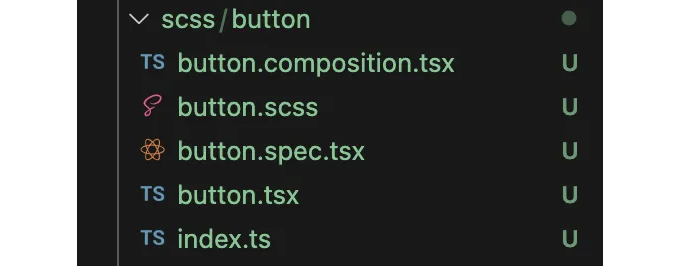 scss/button
TS button.composition.tsx U
button.scss U
button.spec.tsx U
TS button.tsx U
TS index.ts U